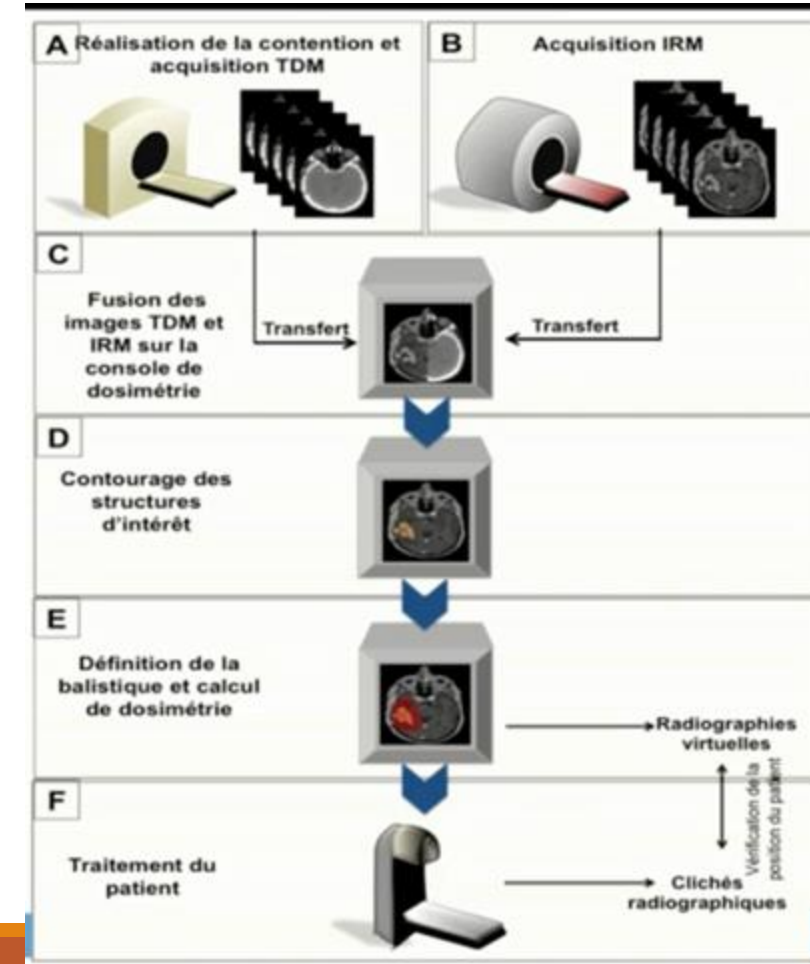 A
Réalisation de la contention et
acquisition TDM
B
Acquisition IRM
C
Fusion des
images TDM et
IRM sur la
console de
dosimétrie
Transfert
Transfert
D
Contourage des
structures
d'intérêt
E
Définition de la
balistique et calcul
de dosimétrie
Radiographies
virtuelles
Vérification de la
position du patient
F
Traitement du
patient
Clichés
radiographiques